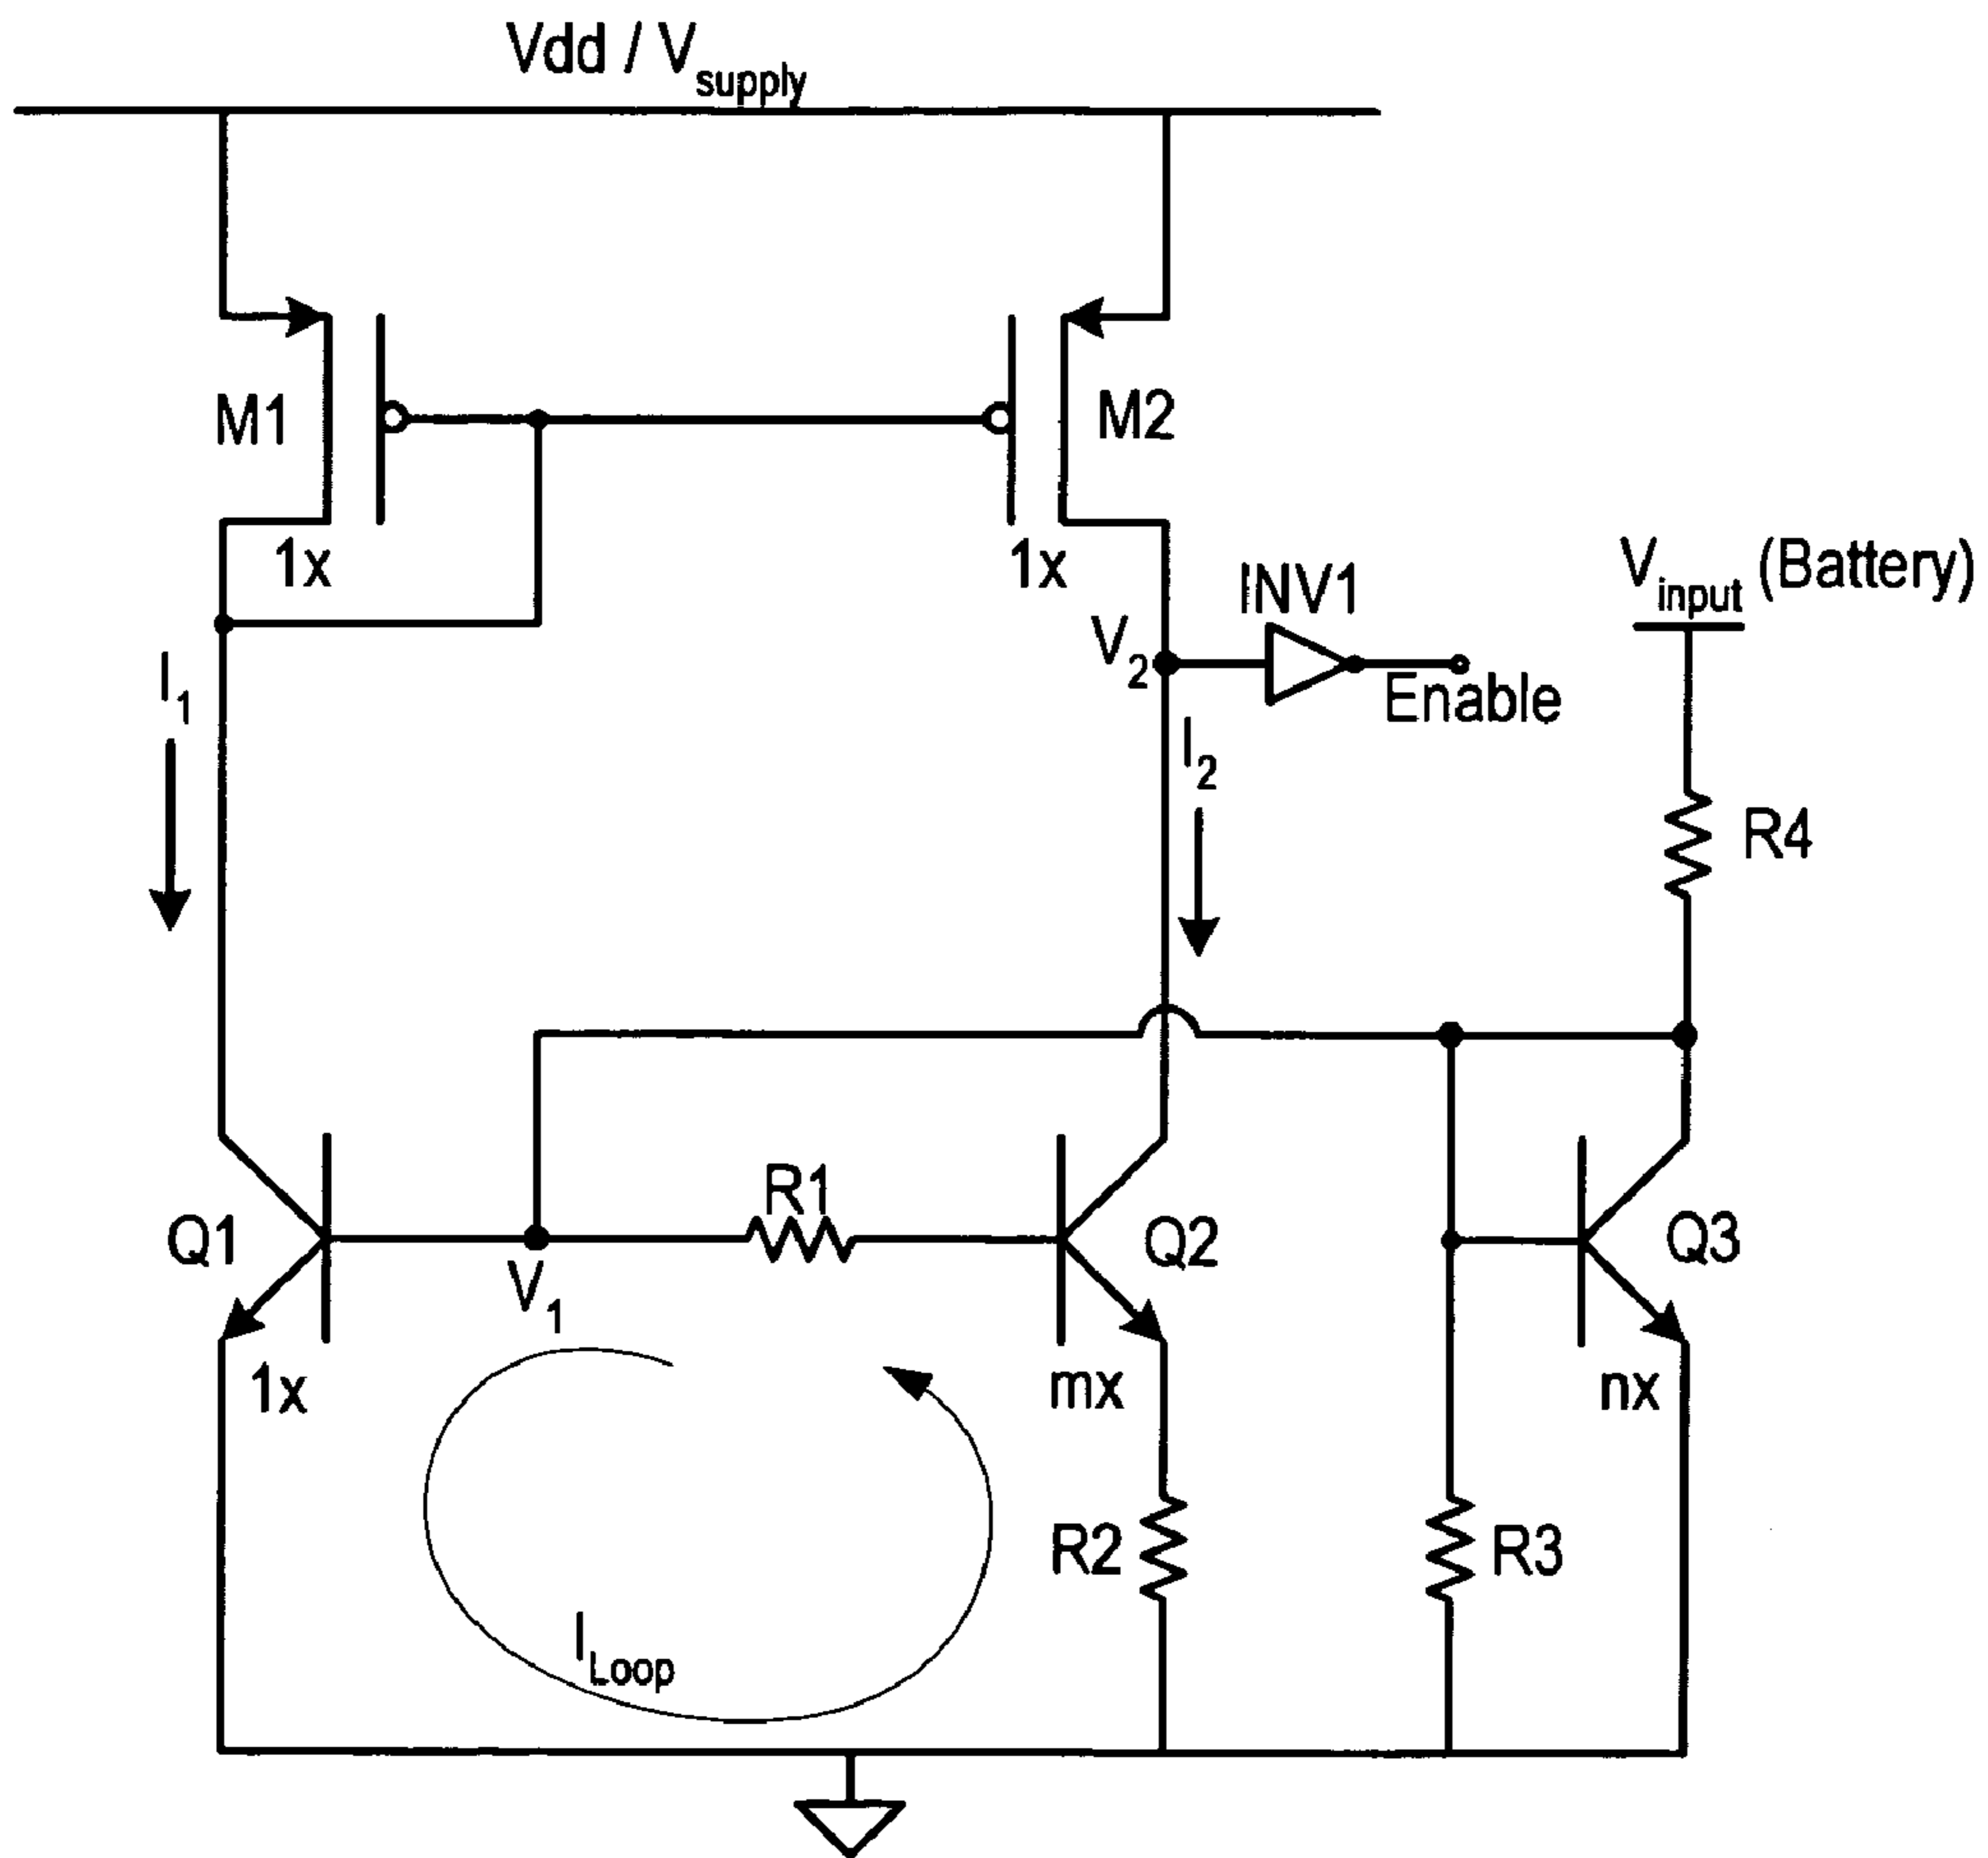 Vdd / Vsupply
M1
M2
1x
1x
INV1
Vinput (Battery)
V2
Enable
I1
I2
R4
R1
Q1
Q2
Q3
V1
1x
mx
nx
R2
R3
ILoop